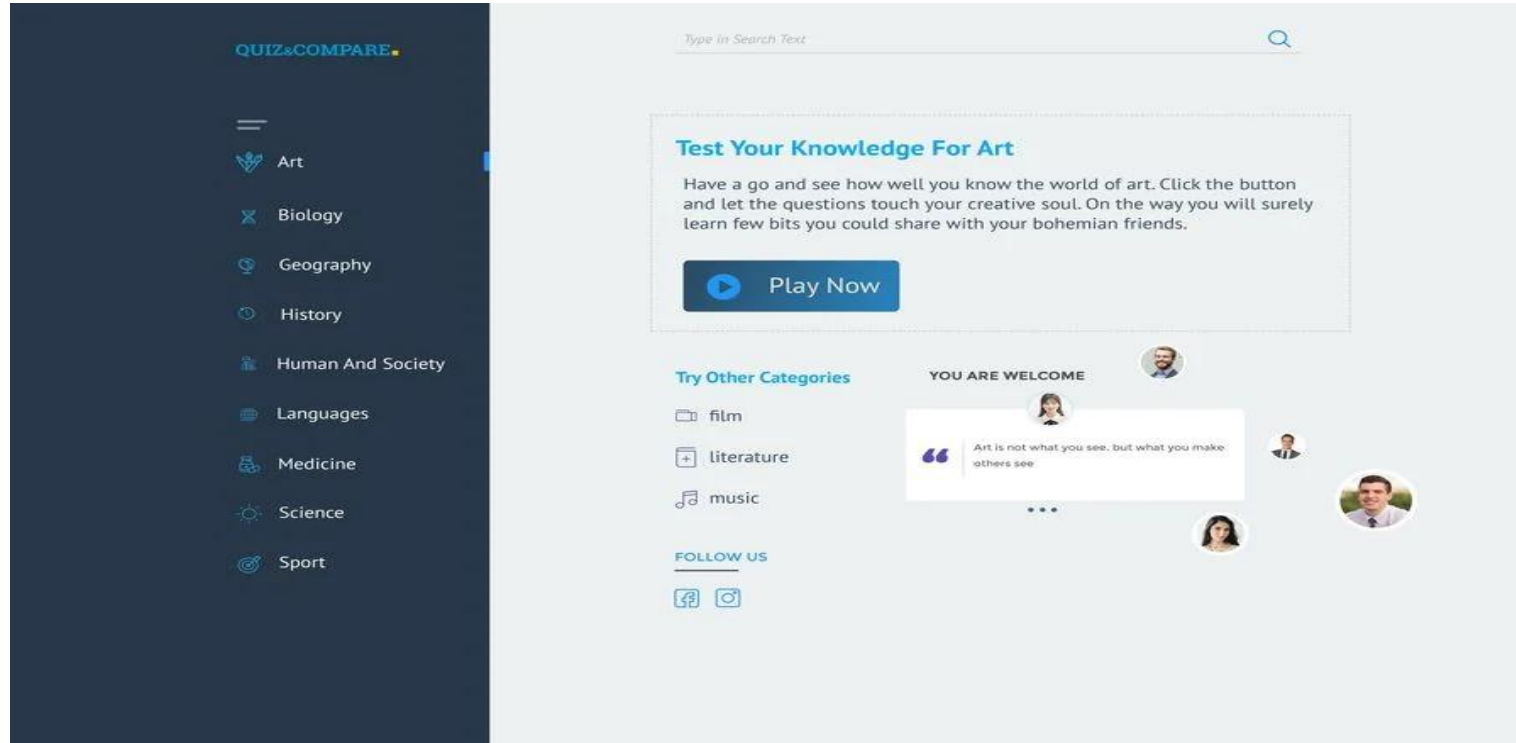 QUIZ&COMPARE.
Type in Search Text
Art
Biology
Geography
History
Human And Society
Languages
Medicine
Science
Sport
Test Your Knowledge For Art
Have a go and see how well you know the world of art. Click the button
and let the questions touch your creative soul. On the way you will surely
learn few bits you could share with your bohemian friends.
Play Now
Try Other Categories
film
literature
music
YOU ARE WELCOME
Art is not what you see, but what you make
others see
FOLLOW US